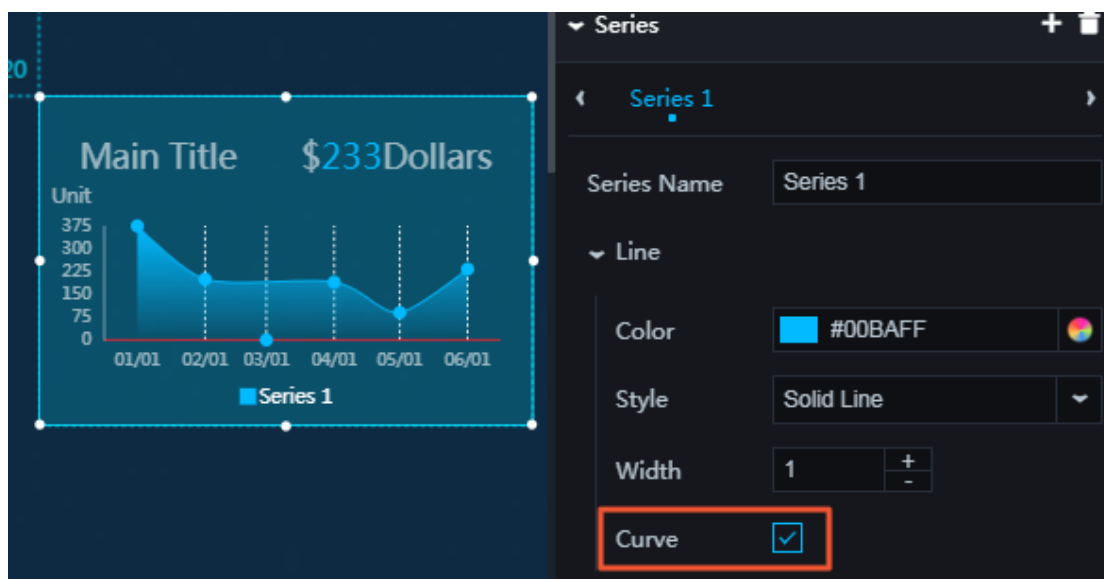 20
Main Title $233Dollars
Unit
375
300
225
150
75
0
01/01 02/01 03/01 04/01 05/01 06/01
Series 1
Series
Series 1
Series Name Series 1
Line
Color #00BAFF
Style Solid Line
Width 1 + -
Curve